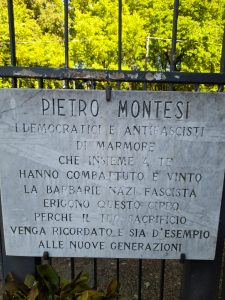 PIETRO MONTESI
I DEMOCRATICI E ANTIFASCISTI
DI MARMORE
CHE INSIEME A TE
HANNO COMBATTUTO E VINTO
LA BARBARIE NAZI FASCISTA
ERIGONO QUESTO CIPPO
PERCHE IL TUO SACRIFICIO
VENGA RICORDATO E SIA D'ESEMPIO
ALLE NUOVE GENERAZIONI